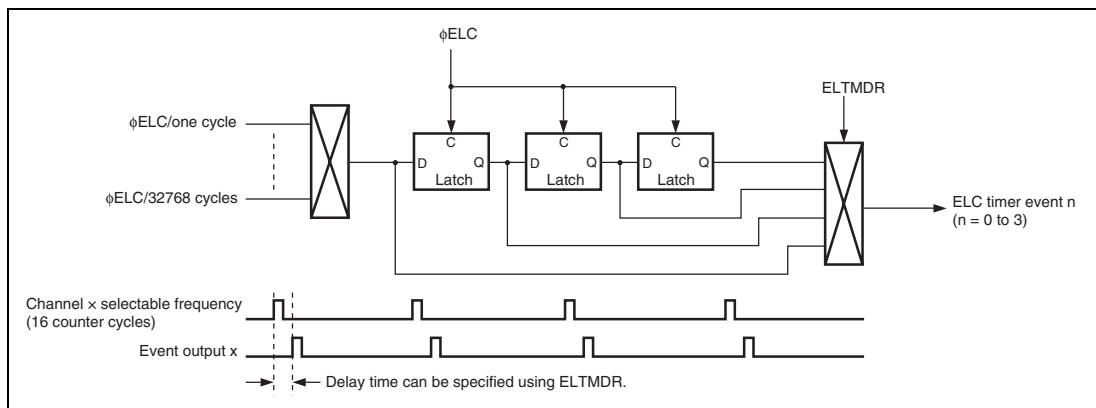 ϕELC
ELTMDR
ϕELC/one cycle
C
C
C
D
Q
D
Q
D
Q
Latch
Latch
Latch
ϕELC/32768 cycles
ELC timer event n
(n = 0 to 3)
Channel × selectable frequency
(16 counter cycles)
Event output x
Delay time can be specified using ELTMDR.